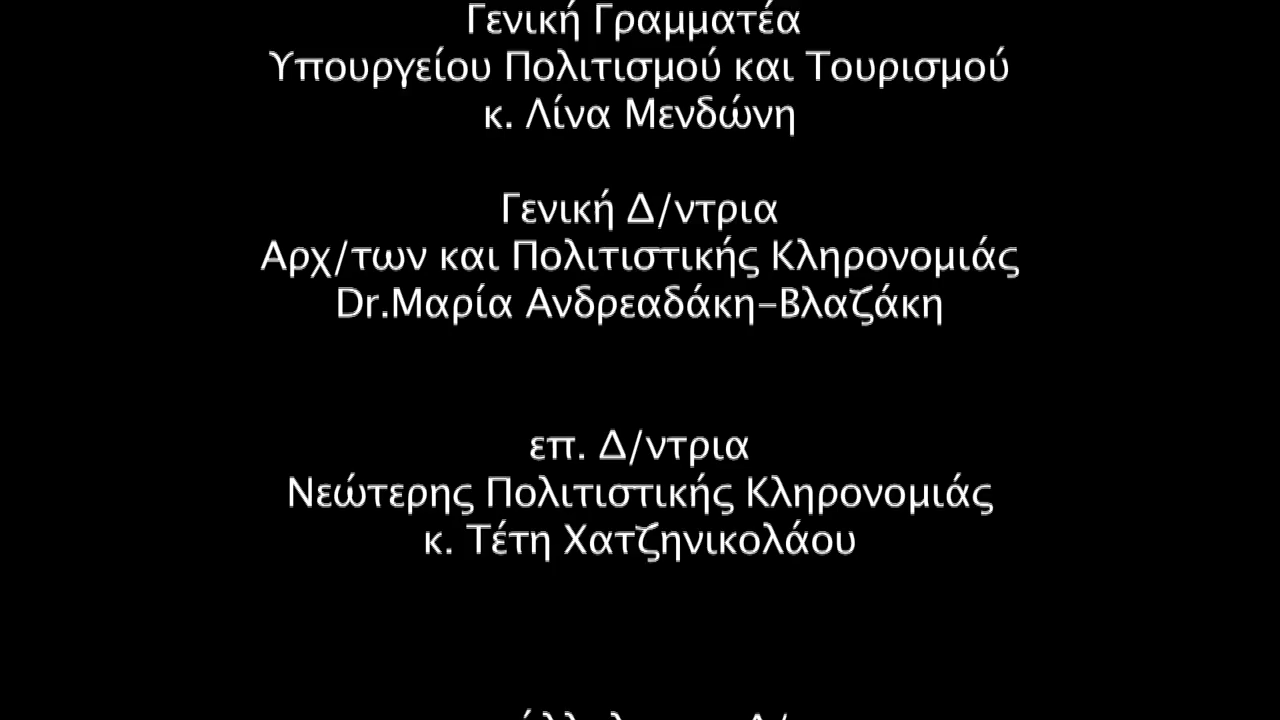 Γενική Γραμματέα
Υπουργείου Πολιτισμού και Τουρισμού
κ. Λίνα Μενδώνη
Γενική Δ/ντρια
Αρχ/των και Πολιτιστικής Κληρονομιάς
Dr.Μαρία Ανδρεαδάκη-Βλαζάκη
επ. Δ/ντρια
Νεώτερης Πολιτιστικής Κληρονομιάς
κ. Τέτη Χατζηνικολάου